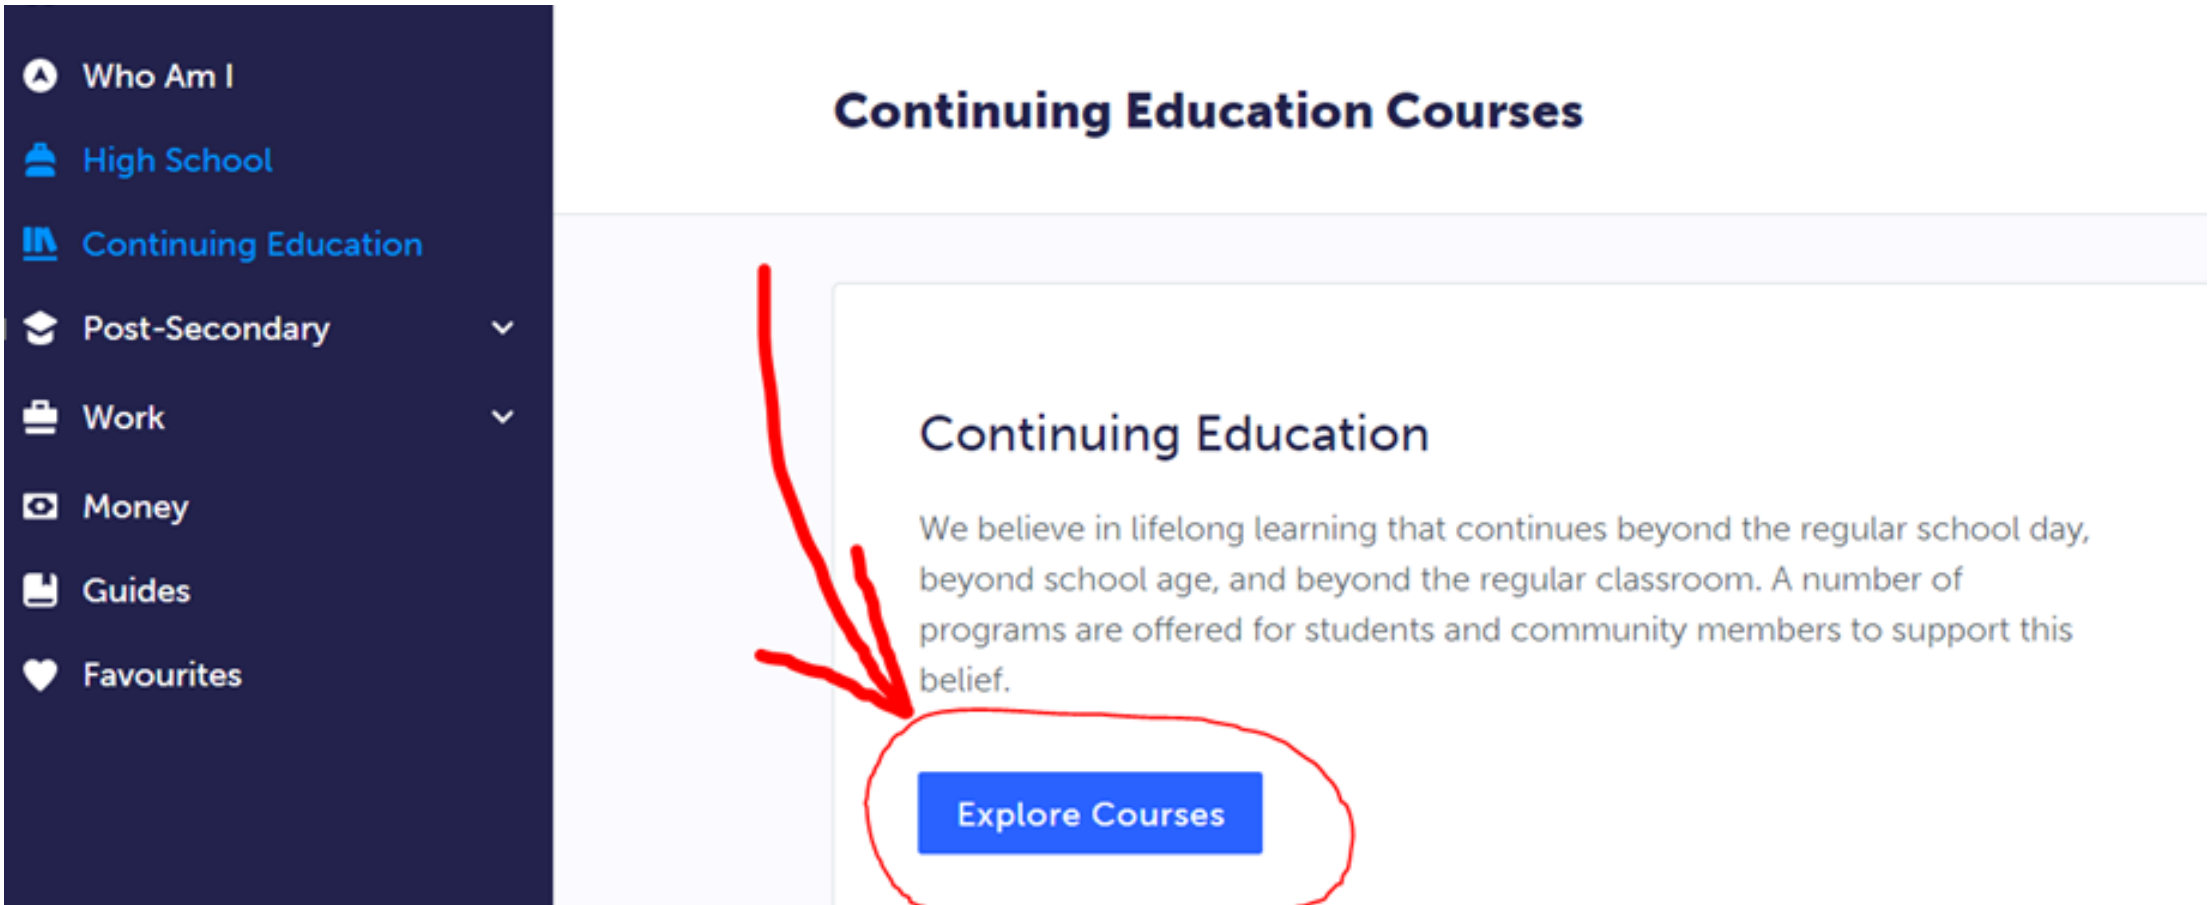 Who Am I
High School
Continuing Education
Post-Secondary
Work
Money
Guides
Favourites
Continuing Education Courses
Continuing Education
We believe in lifelong learning that continues beyond the regular school day,
beyond school age, and beyond the regular classroom. A number of
programs are offered for students and community members to support this
belief.
Explore Courses